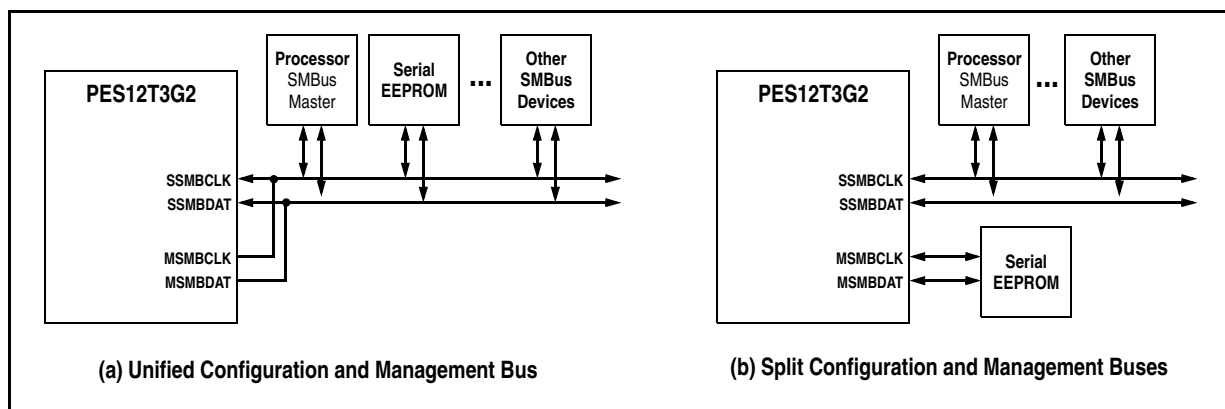 PES12T3G2
Processor
SMBus
Master
Serial
EEPROM
...
Other
SMBus
Devices
SSMBCLK
SSMBDAT
MSMBCLK
MSMBDAT
(a) Unified Configuration and Management Bus
PES12T3G2
Processor
SMBus
Master
...
Other
SMBus
Devices
SSMBCLK
SSMBDAT
MSMBCLK
MSMBDAT
Serial
EEPROM
(b) Split Configuration and Management Buses